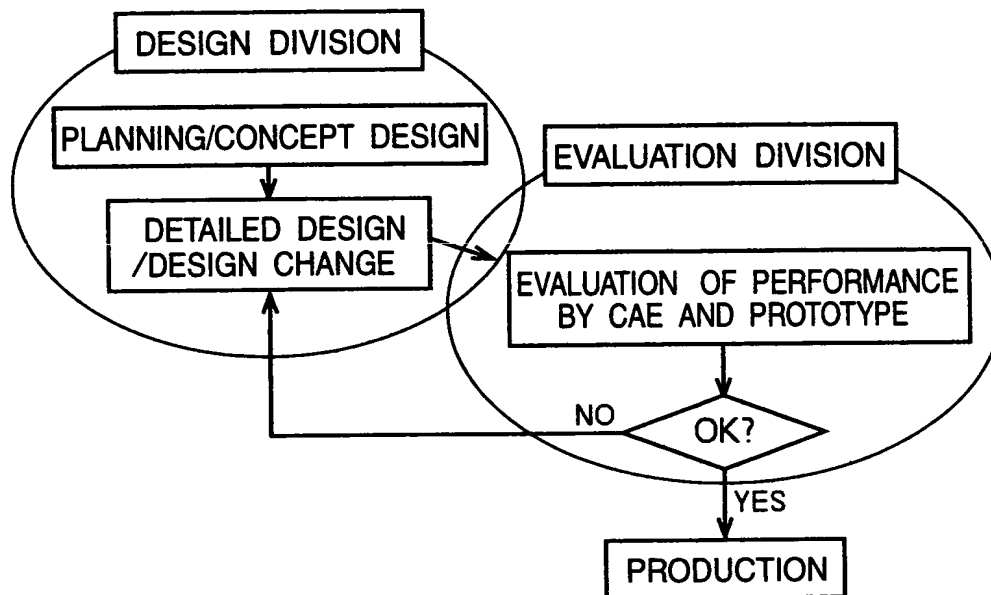 DESIGN DIVISION
PLANNING/CONCEPT DESIGN
DETAILED DESIGN
/DESIGN CHANGE
EVALUATION DIVISION
EVALUATION OF PERFORMANCE
BY CAE AND PROTOTYPE
OK?
NO
YES
PRODUCTION